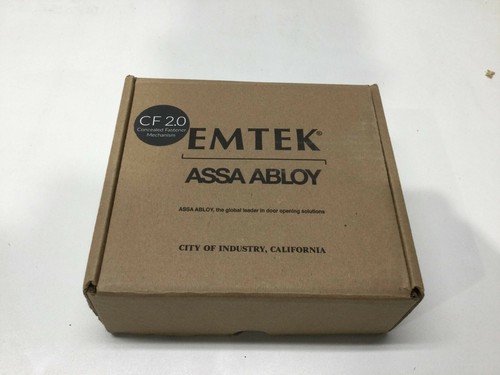 CF 2.0
Concealed Fastener
Mechanism
EMTEK®
ASSA ABLOY
ASSA ABLOY, the global leader in door opening solutions
CITY OF INDUSTRY, CALIFORNIA